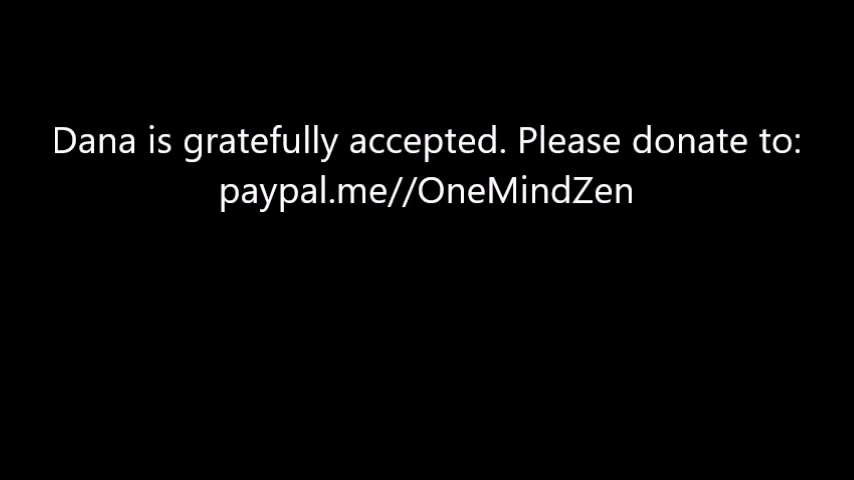 Dana is gratefully accepted. Please donate to:
paypal.me//OneMindZen